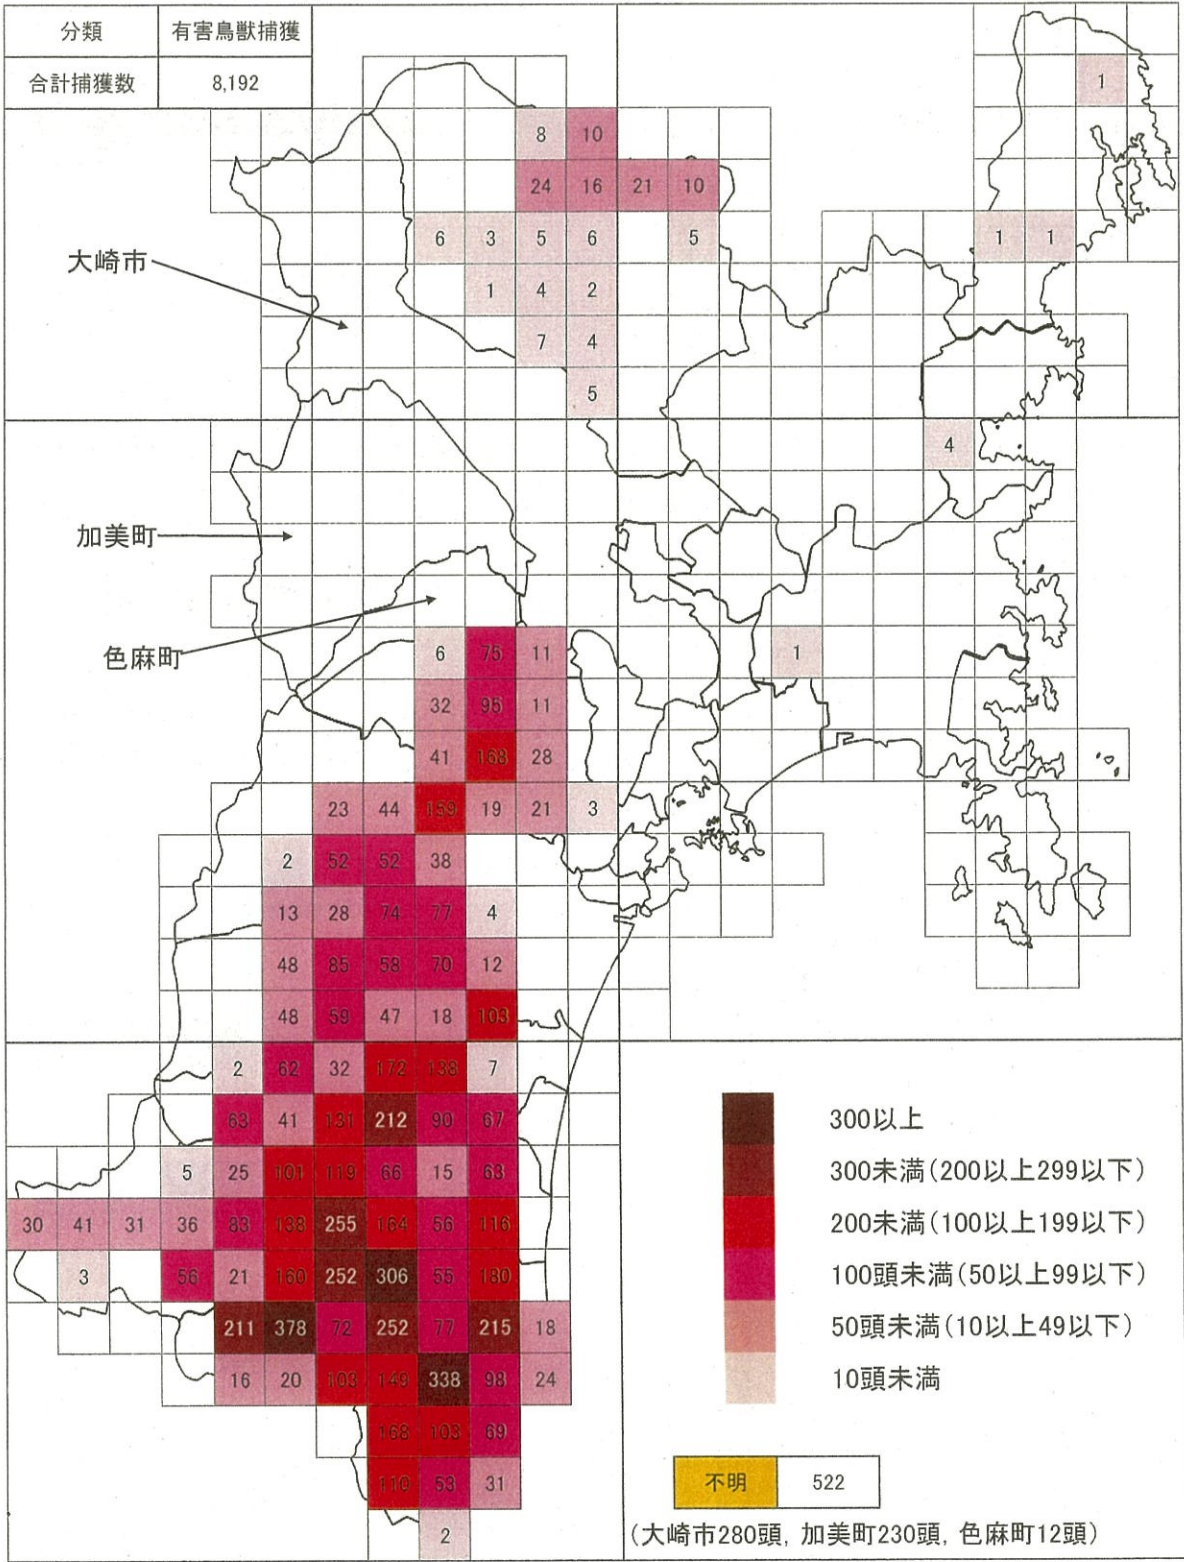 分類 有害鳥獣捕獲
合計捕獲数 8,192
1
8 10
24 16 21 10
6 3 5 6 5 1 1
大崎市
1 4 2
7 4
5
4
加美町
色麻町
6 75 11 1
32 95 11
41 168 28
23 44 159 19 21 3
2 52 52 38
13 28 74 77 4
48 85 58 70 12
48 59 47 18 103
2 62 32 172 138 7
63 41 131 212 90 67
5 25 101 119 66 15 63
30 41 31 36 83 138 255 164 56 116
3 56 21 160 252 306 55 180
211 378 72 252 77 215 18
16 20 103 149 338 98 24
168 103 69
110 53 31
2
300以上
300未満(200以上299以下)
200未満(100以上199以下)
100頭未満(50以上99以下)
50頭未満(10以上49以下)
10頭未満
不明 522
(大崎市280頭, 加美町230頭, 色麻町12頭)